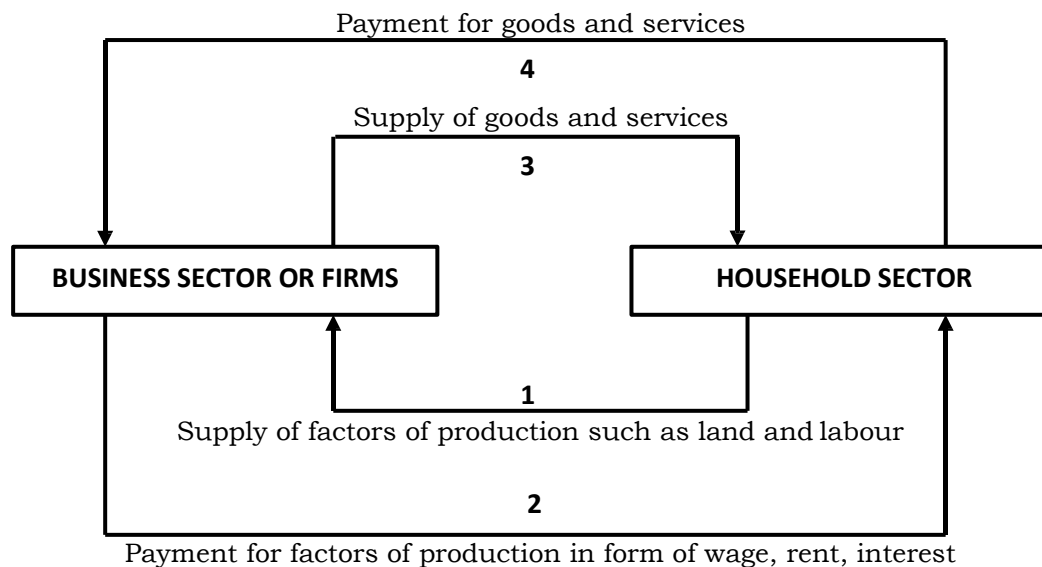 Payment for goods and services
4
Supply of goods and services
3
BUSINESS SECTOR OR FIRMS
HOUSEHOLD SECTOR
1
Supply of factors of production such as land and labour
2
Payment for factors of production in form of wage, rent, interest